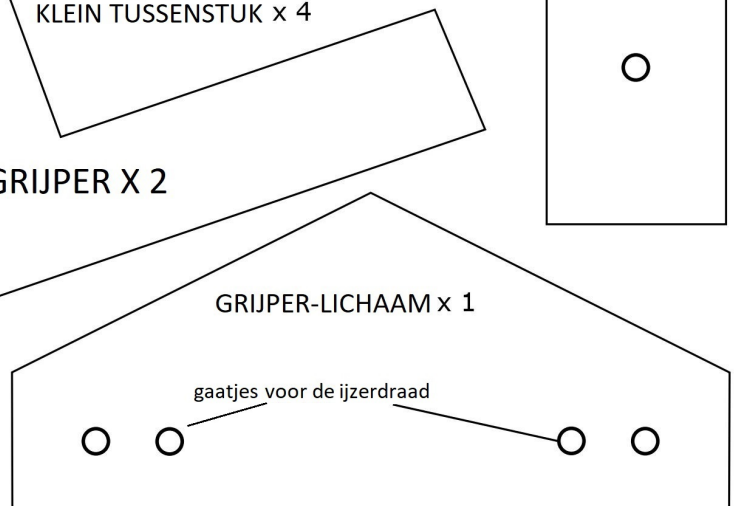 KLEIN TUSSENSTUK x 4
GRIJPER X 2
GRIJPER-LICHAAM x 1
gaatjes voor de ijzerdraad